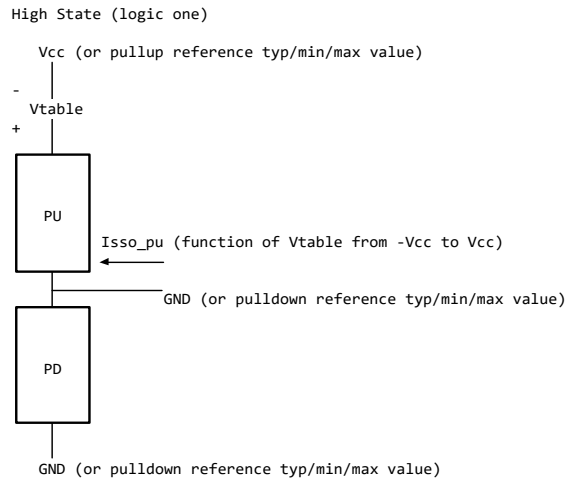 High State (logic one)
Vcc (or pullup reference typ/min/max value)
-
Vtable
+
PU
Isso_pu (function of Vtable from -Vcc to Vcc)
GND (or pulldown reference typ/min/max value)
PD
GND (or pulldown reference typ/min/max value)